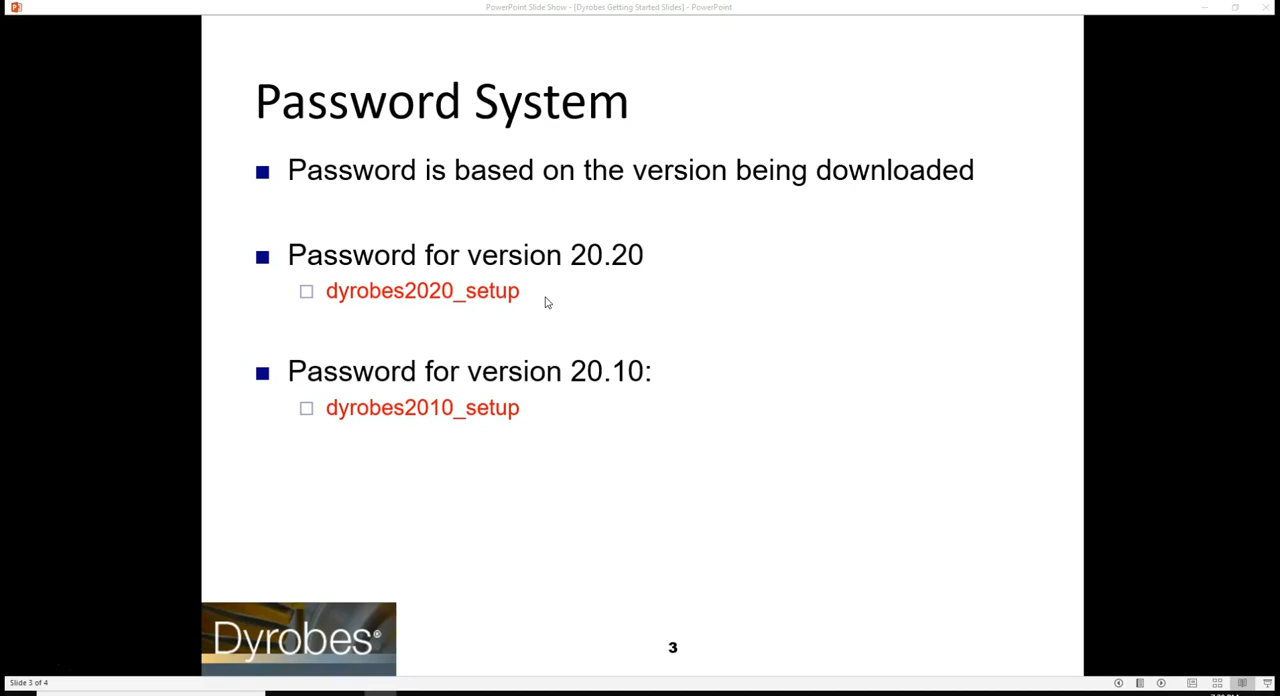 PowerPoint Slide Show - [Dyrobes Getting Started Slides] - PowerPoint
Password System
Password is based on the version being downloaded
Password for version 20.20
dyrobes2020_setup
Password for version 20.10:
dyrobes2010_setup
Dyrobes®
3
Slide 3 of 4